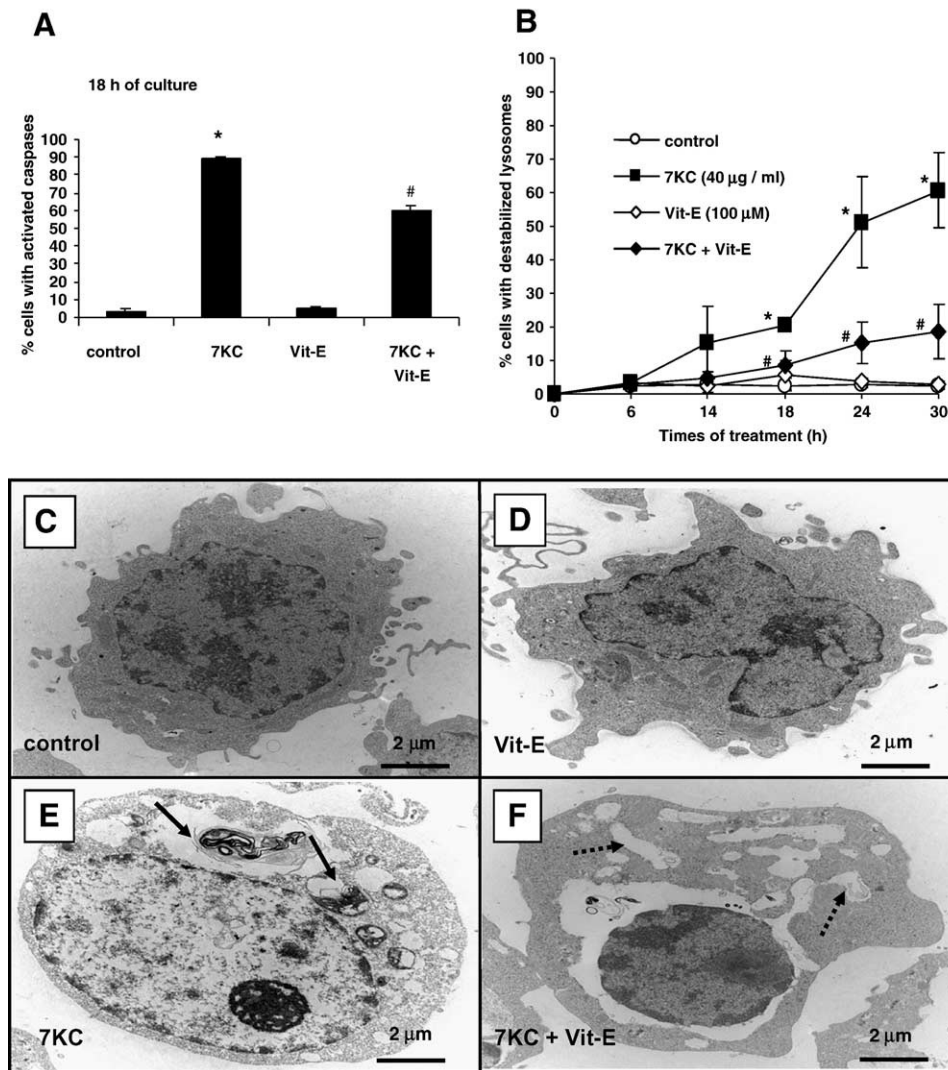 A
18 h of culture
% cells with activated caspases
100
90
80
70
60
50
40
30
20
10
0
*
#
control
7KC
Vit-E
7KC +
Vit-E
B
% cells with destabilized lysosomes
100
90
80
70
60
50
40
30
20
10
0
control
7KC (40 µg / ml)
Vit-E (100 µM)
7KC + Vit-E
*
*
*
#
#
#
0 6 14 18 24 30
Times of treatment (h)
C
control
2 µm
D
Vit-E
2 µm
E
7KC
2 µm
F
7KC + Vit-E
2 µm